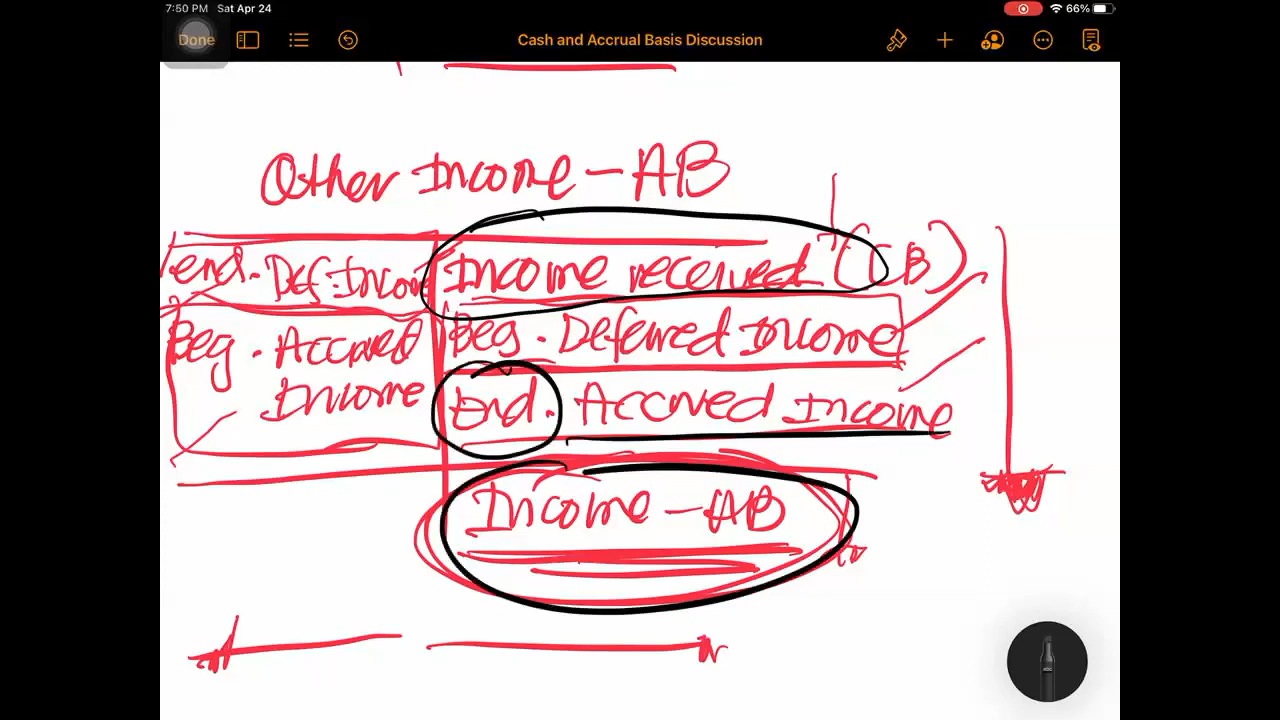 7:50 PM Sat Apr 24
66%
Done
Cash and Accrual Basis Discussion
Other Income - AB
end. Def. Income
Income received (CB)
Beg. Deferred Income
Beg. Accrued
Income
End. Accrued Income
Income - AB